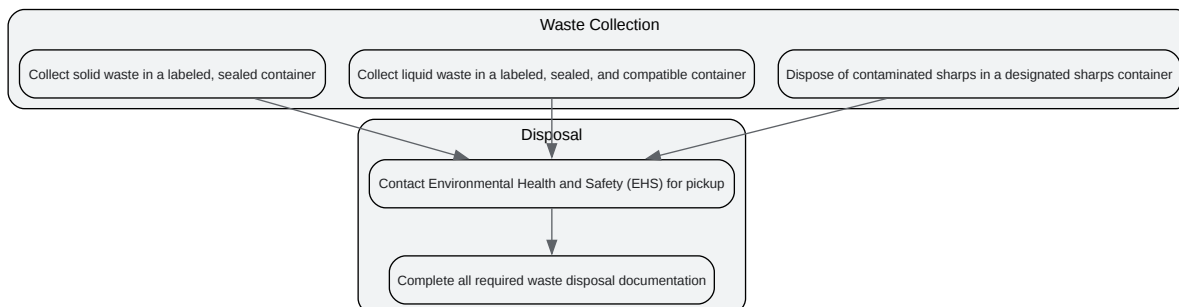 Waste Collection
Collect solid waste in a labeled, sealed container
Collect liquid waste in a labeled, sealed, and compatible container
Dispose of contaminated sharps in a designated sharps container
Disposal
Contact Environmental Health and Safety (EHS) for pickup
Complete all required waste disposal documentation